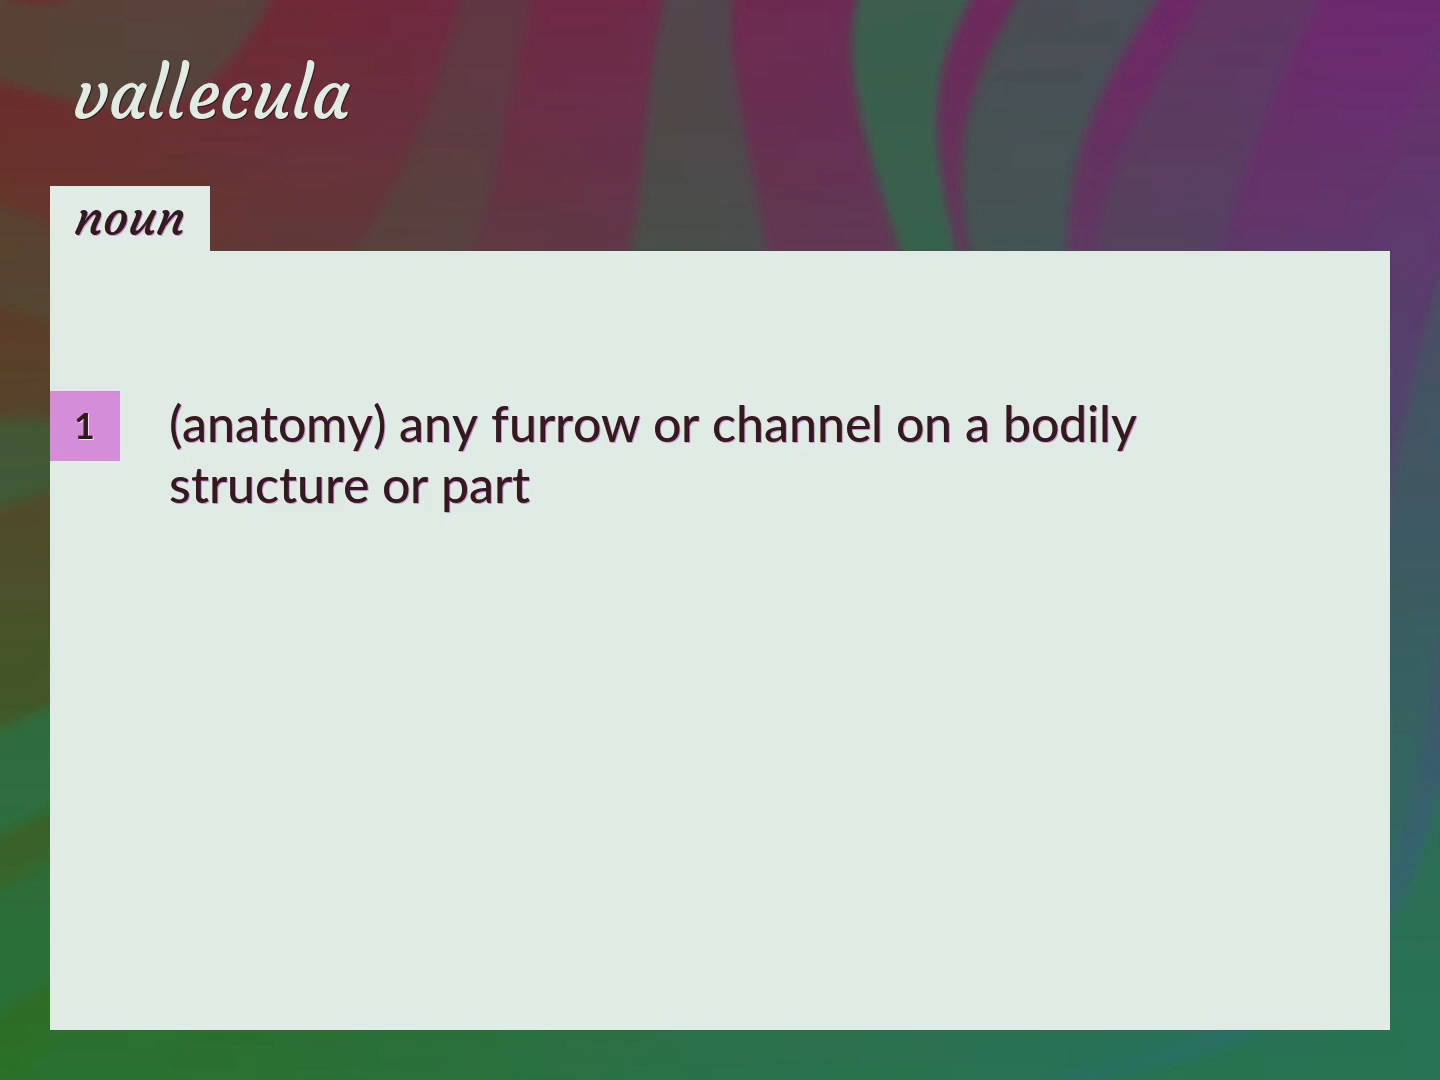 vallecula
noun
1
(anatomy) any furrow or channel on a bodily
structure or part